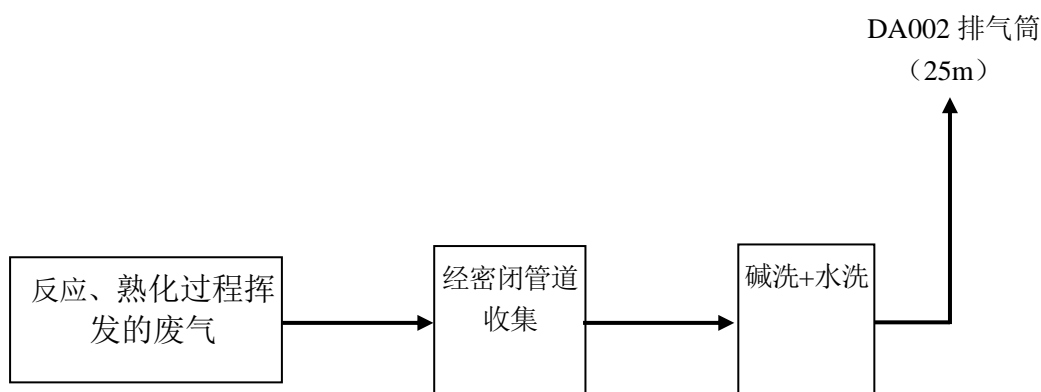 DA002 排气筒
（25m）
反应、熟化过程挥
发的废气
经密闭管道
收集
碱洗+水洗